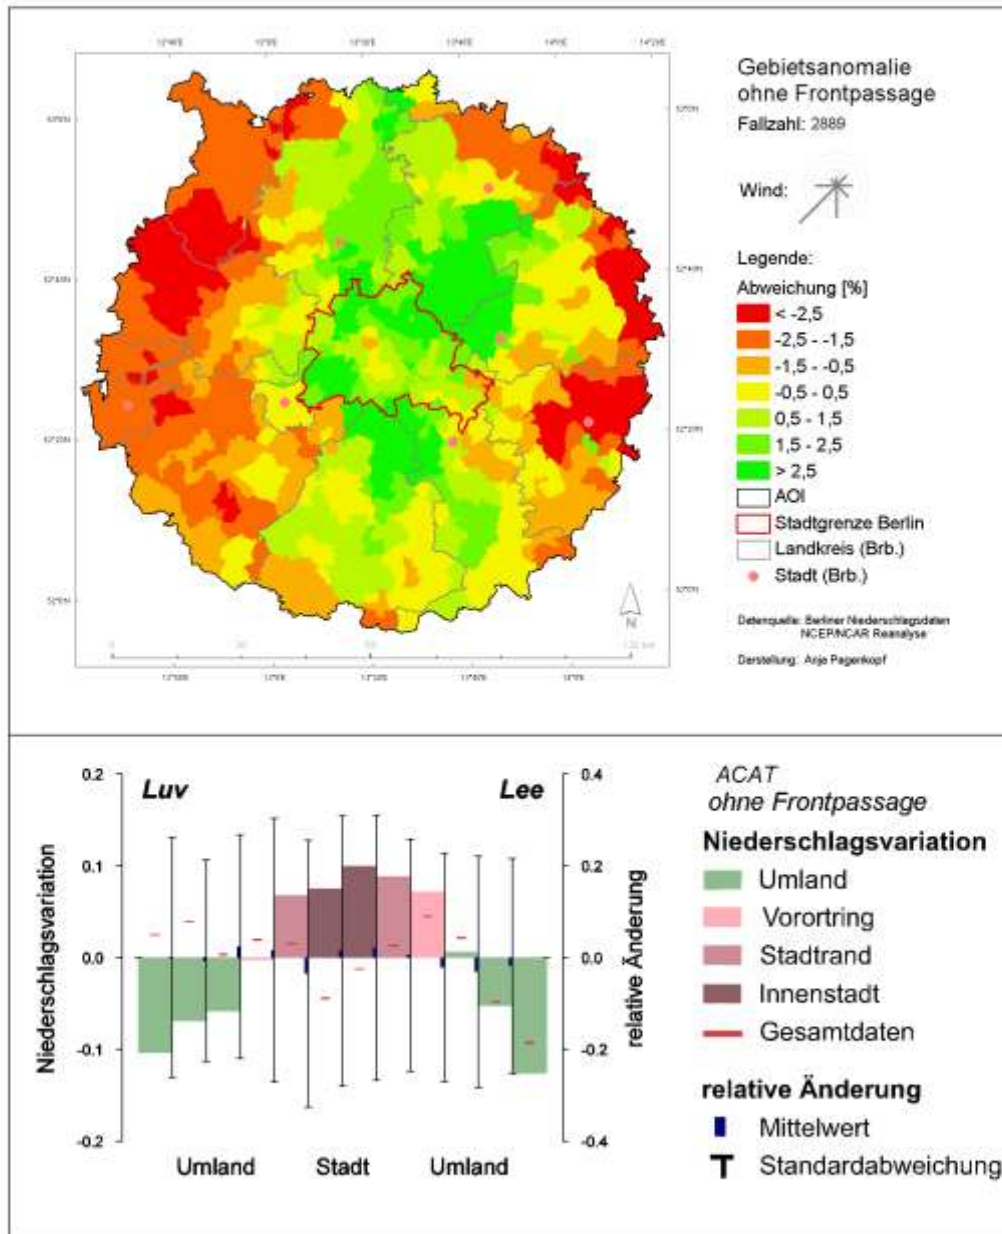 Gebietsanomalie
ohne Frontpassage
Fallzahl: 2889
Wind:
Legende:
Abweichung [%]
< -2,5
-2,5 - -1,5
-1,5 - -0,5
-0,5 - 0,5
0,5 - 1,5
1,5 - 2,5
> 2,5
AOI
Stadtgrenze Berlin
Landkreis (Brb.)
Stadt (Brb.)
N
Datenquelle: Berliner Niederschlagsdaten
NCEP/NCAR Reanalyse
Darstellung: Anja Pagenkopf
0.2
0.1
0.0
-0.1
-0.2
Niederschlagsvariation
Luv
Lee
0.4
0.2
0.0
-0.2
-0.4
relative Änderung
Umland
Stadt
Umland
ACAT
ohne Frontpassage
Niederschlagsvariation
Umland
Vorortring
Stadtrand
Innenstadt
Gesamtdaten
relative Änderung
Mittelwert
Standardabweichung